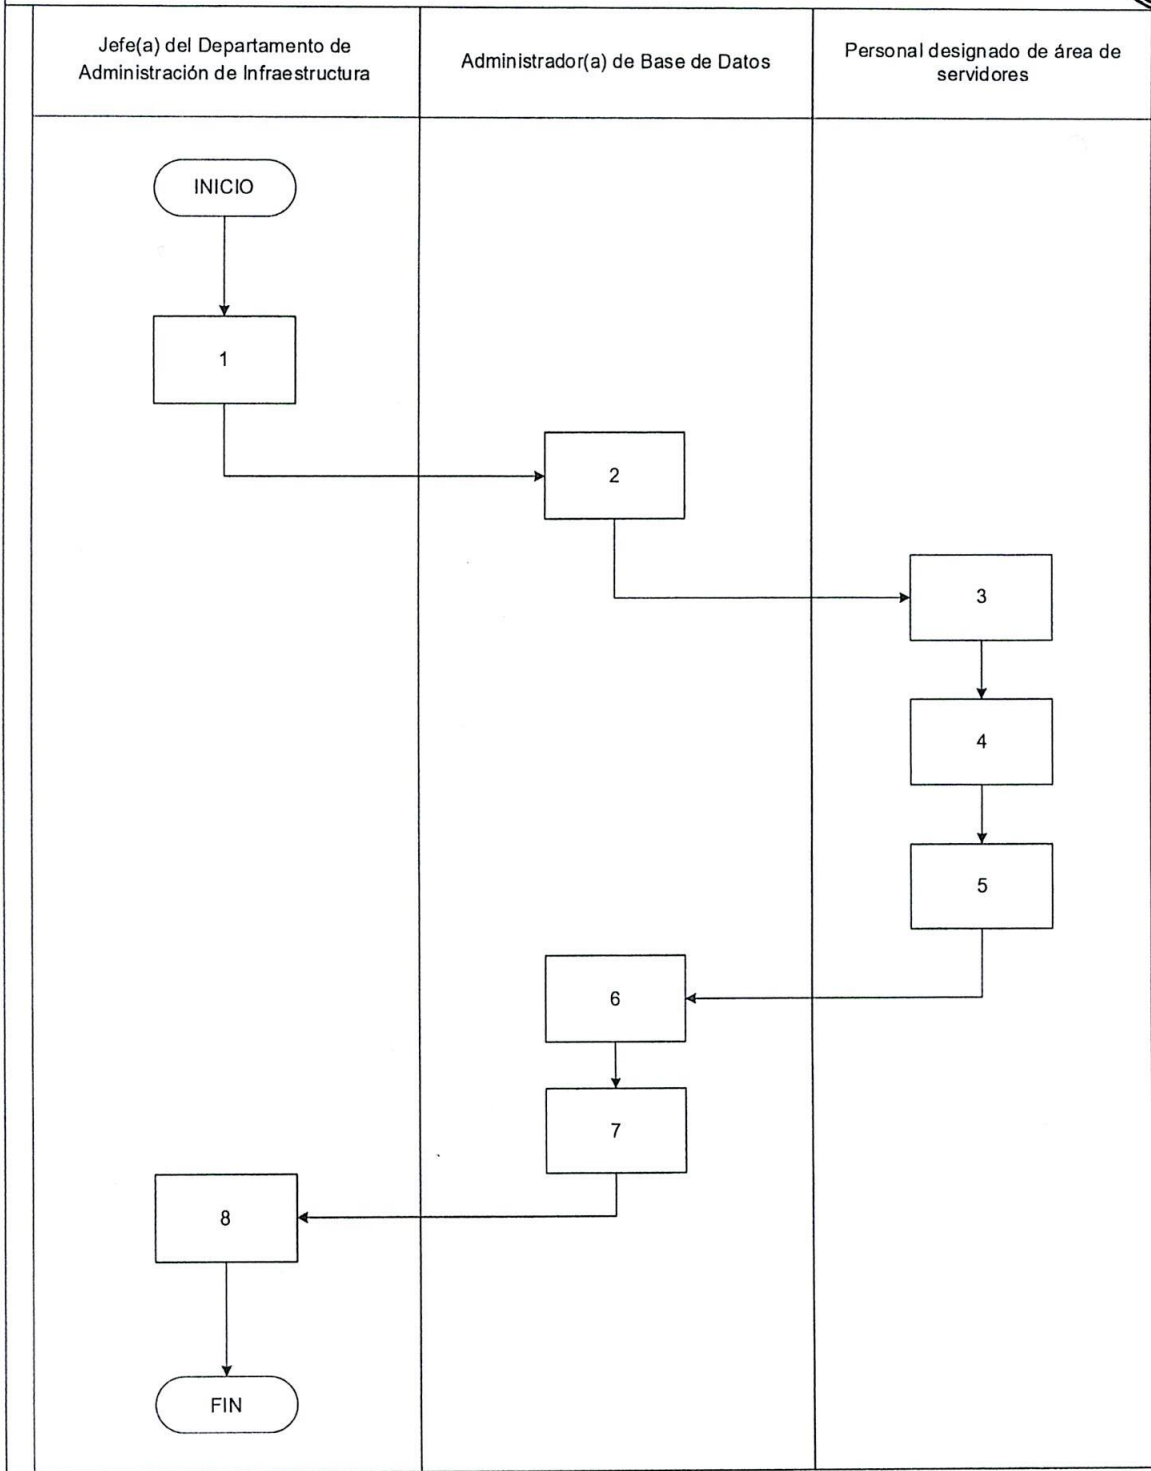 Jefe(a) del Departamento de
Administración de Infraestructura
Administrador(a) de Base de Datos
Personal designado de área de
servidores
INICIO
1
2
3
4
5
6
7
8
FIN